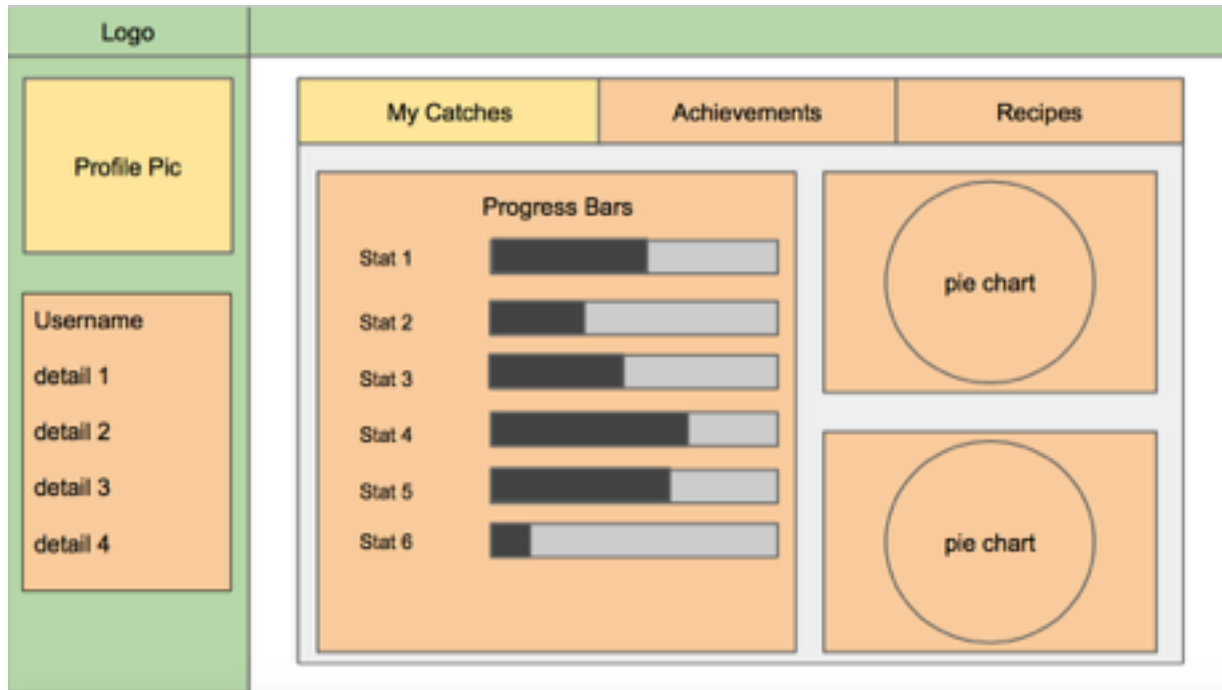 Logo
Profile Pic
Username
detail 1
detail 2
detail 3
detail 4
My Catches
Achievements
Recipes
Progress Bars
Stat 1
Stat 2
Stat 3
Stat 4
Stat 5
Stat 6
pie chart
pie chart